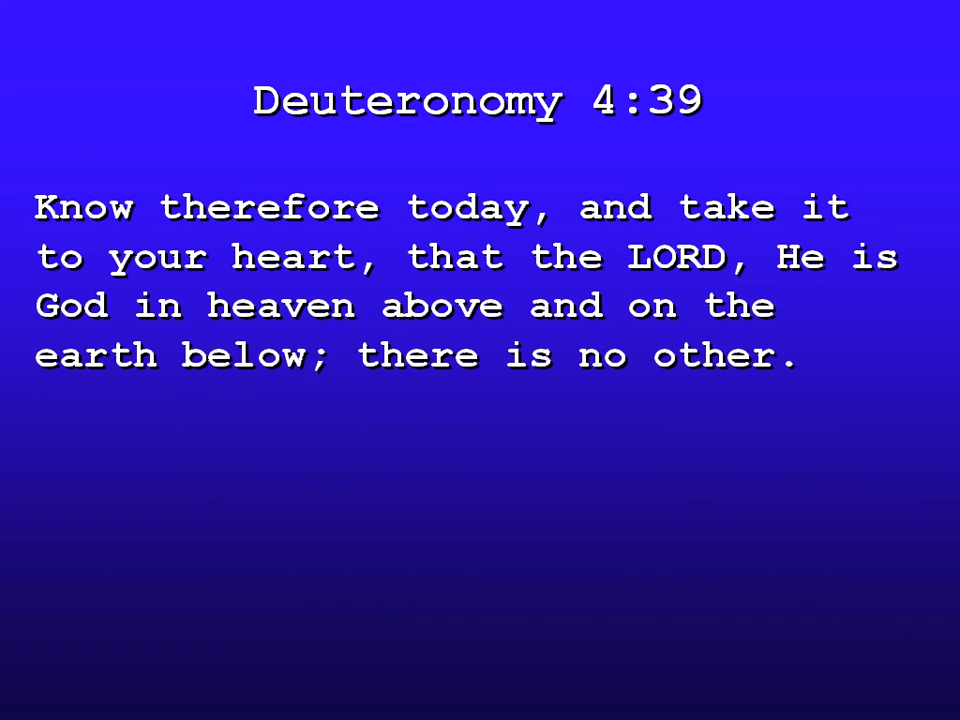 Deuteronomy 4:39
Know therefore today, and take it
to your heart, that the LORD, He is
God in heaven above and on the
earth below; there is no other.